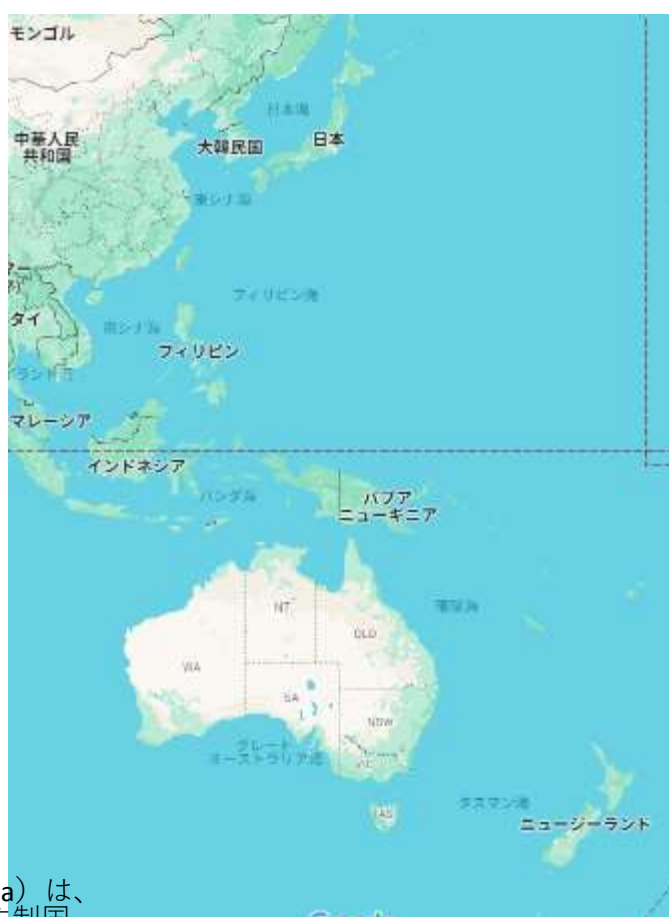 モンゴル
日本海
中華人民
共和国
大韓民国
日本
東シナ海
フィリピン海
タイ
南シナ海
フィリピン
マレーシア
インドネシア
バンダ海
パプア
ニューギニア
NT
珊瑚海
QLD
WA
SA
NSW
グレート
オーストラリア湾
VIC
タスマン海
TAS
ニュージーランド
a）は、